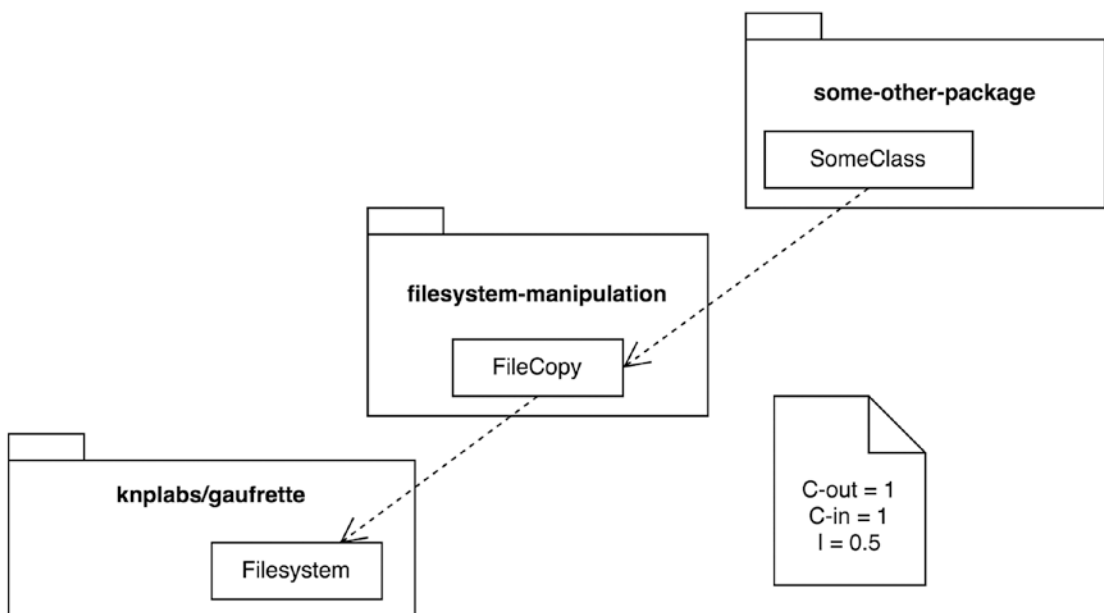 some-other-package
SomeClass
filesystem-manipulation
FileCopy
knplabs/gaufrette
Filesystem
C-out = 1
C-in = 1
I = 0.5